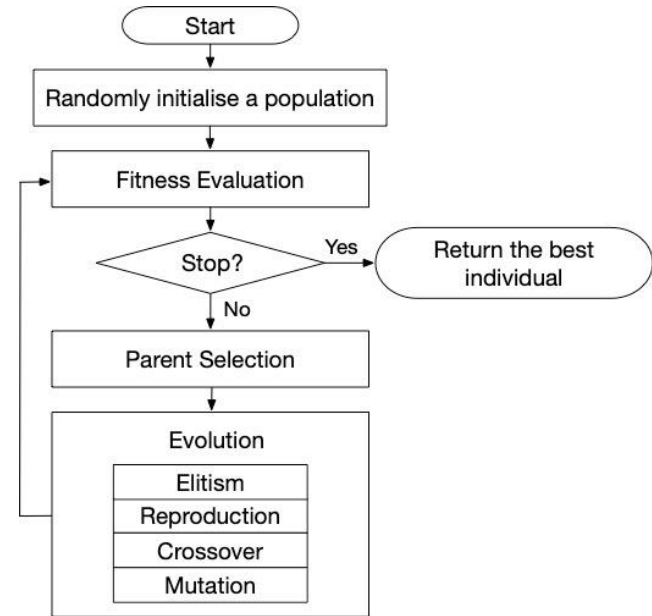 Start
Randomly initialise a population
Fitness Evaluation
Stop?
Yes
Return the best
individual
No
Parent Selection
Evolution
Elitism
Reproduction
Crossover
Mutation